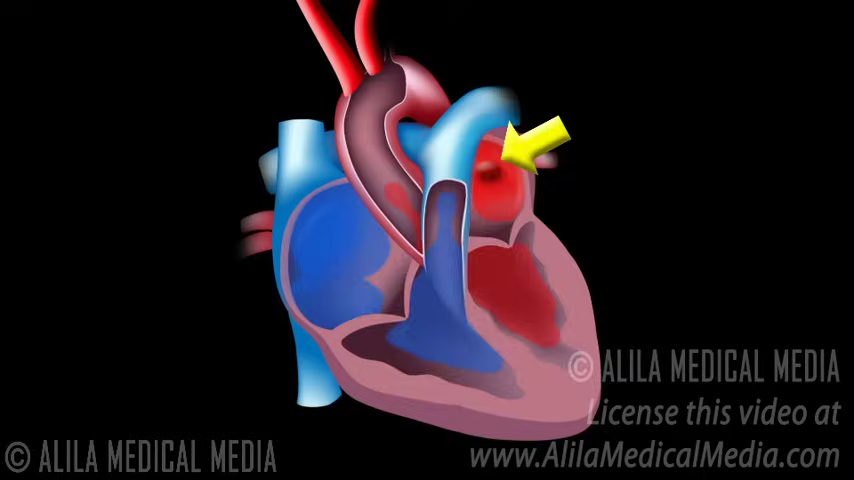 © ALILA MEDICAL MEDIA
License this video at
© ALILA MEDICAL MEDIA
www.AlilaMedicalMedia.com